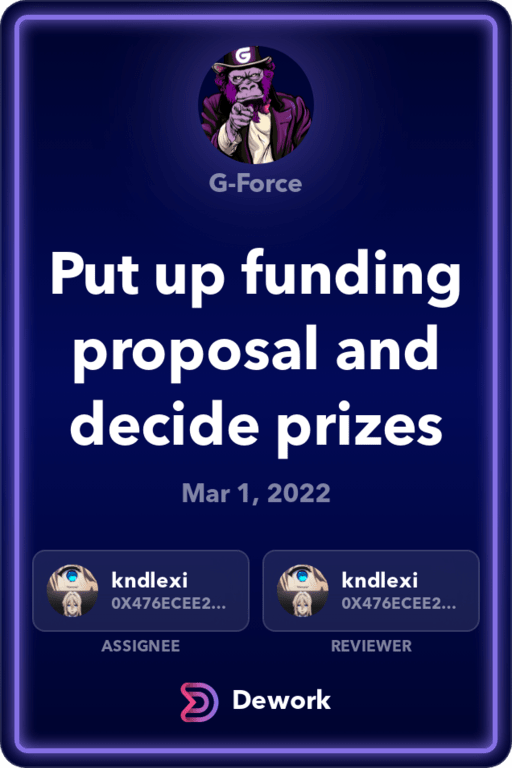 G
G-Force
Put up funding
proposal and
decide prizes
Mar 1, 2022
kndlexi
0X476ECEE2...
kndlexi
0X476ECEE2...
ASSIGNEE
REVIEWER
Dework